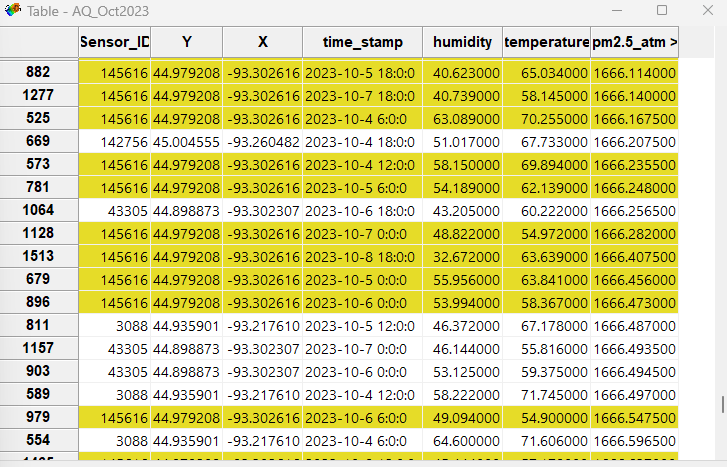 Table - AQ_Oct2023
Sensor_ID Y X time_stamp humidity temperature pm2.5_atm >
882 145616 44.979208 -93.302616 2023-10-5 18:0:0 40.623000 65.034000 1666.114000
1277 145616 44.979208 -93.302616 2023-10-7 18:0:0 40.739000 58.145000 1666.140000
525 145616 44.979208 -93.302616 2023-10-4 6:0:0 63.089000 70.255000 1666.167500
669 142756 45.004555 -93.260482 2023-10-4 18:0:0 51.017000 67.733000 1666.207500
573 145616 44.979208 -93.302616 2023-10-4 12:0:0 58.150000 69.894000 1666.235500
781 145616 44.979208 -93.302616 2023-10-5 6:0:0 54.189000 62.139000 1666.248000
1064 43305 44.898873 -93.302307 2023-10-6 18:0:0 43.205000 60.222000 1666.256500
1128 145616 44.979208 -93.302616 2023-10-7 0:0:0 48.822000 54.972000 1666.282000
1513 145616 44.979208 -93.302616 2023-10-8 18:0:0 32.672000 63.639000 1666.407500
679 145616 44.979208 -93.302616 2023-10-5 0:0:0 55.956000 63.841000 1666.456000
896 145616 44.979208 -93.302616 2023-10-6 0:0:0 53.994000 58.367000 1666.473000
811 3088 44.935901 -93.217610 2023-10-5 12:0:0 46.372000 67.178000 1666.487000
1157 43305 44.898873 -93.302307 2023-10-7 0:0:0 46.144000 55.816000 1666.493500
903 43305 44.898873 -93.302307 2023-10-6 0:0:0 53.125000 59.375000 1666.494500
589 3088 44.935901 -93.217610 2023-10-4 12:0:0 58.222000 71.745000 1666.497000
979 145616 44.979208 -93.302616 2023-10-6 6:0:0 49.094000 54.900000 1666.547500
554 3088 44.935901 -93.217610 2023-10-4 6:0:0 64.600000 71.606000 1666.596500